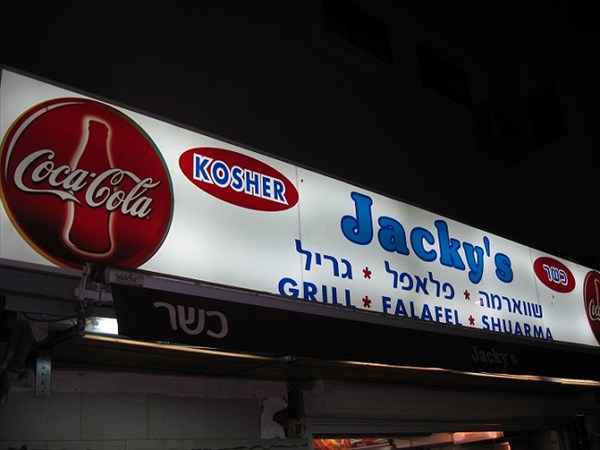 Coca-Cola
KOSHER
Jacky's
כשר
שווארמה * פלאפל * גריל
GRILL * FALAFEL * SHUARMA
כשר
Jacky's